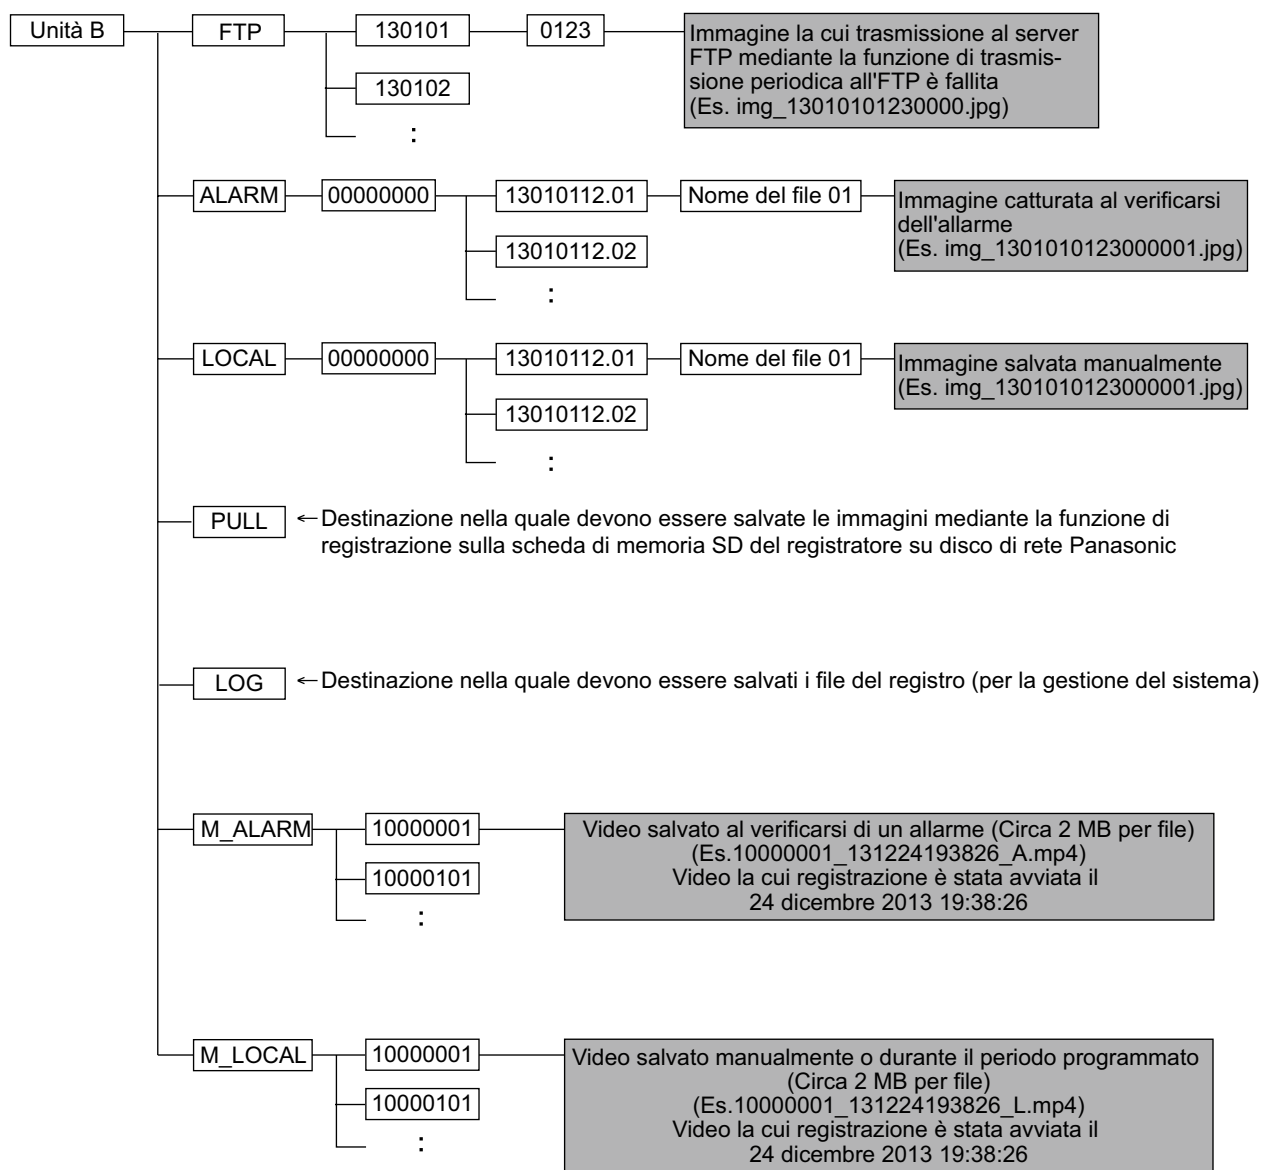 Unità B
FTP
130101
0123
Immagine la cui trasmissione al server
FTP mediante la funzione di trasmis-
sione periodica all'FTP è fallita
(Es. img_13010101230000.jpg)
130102
:
ALARM
00000000
13010112.01
Nome del file 01
Immagine catturata al verificarsi
dell'allarme
(Es. img_1301010123000001.jpg)
13010112.02
:
LOCAL
00000000
13010112.01
Nome del file 01
Immagine salvata manualmente
(Es. img_1301010123000001.jpg)
13010112.02
:
PULL
←Destinazione nella quale devono essere salvate le immagini mediante la funzione di
registrazione sulla scheda di memoria SD del registratore su disco di rete Panasonic
LOG
←Destinazione nella quale devono essere salvati i file del registro (per la gestione del sistema)
M_ALARM
10000001
Video salvato al verificarsi di un allarme (Circa 2 MB per file)
(Es.10000001_131224193826_A.mp4)
Video la cui registrazione è stata avviata il
24 dicembre 2013 19:38:26
10000101
:
M_LOCAL
10000001
Video salvato manualmente o durante il periodo programmato
(Circa 2 MB per file)
(Es.10000001_131224193826_L.mp4)
Video la cui registrazione è stata avviata il
24 dicembre 2013 19:38:26
10000101
: